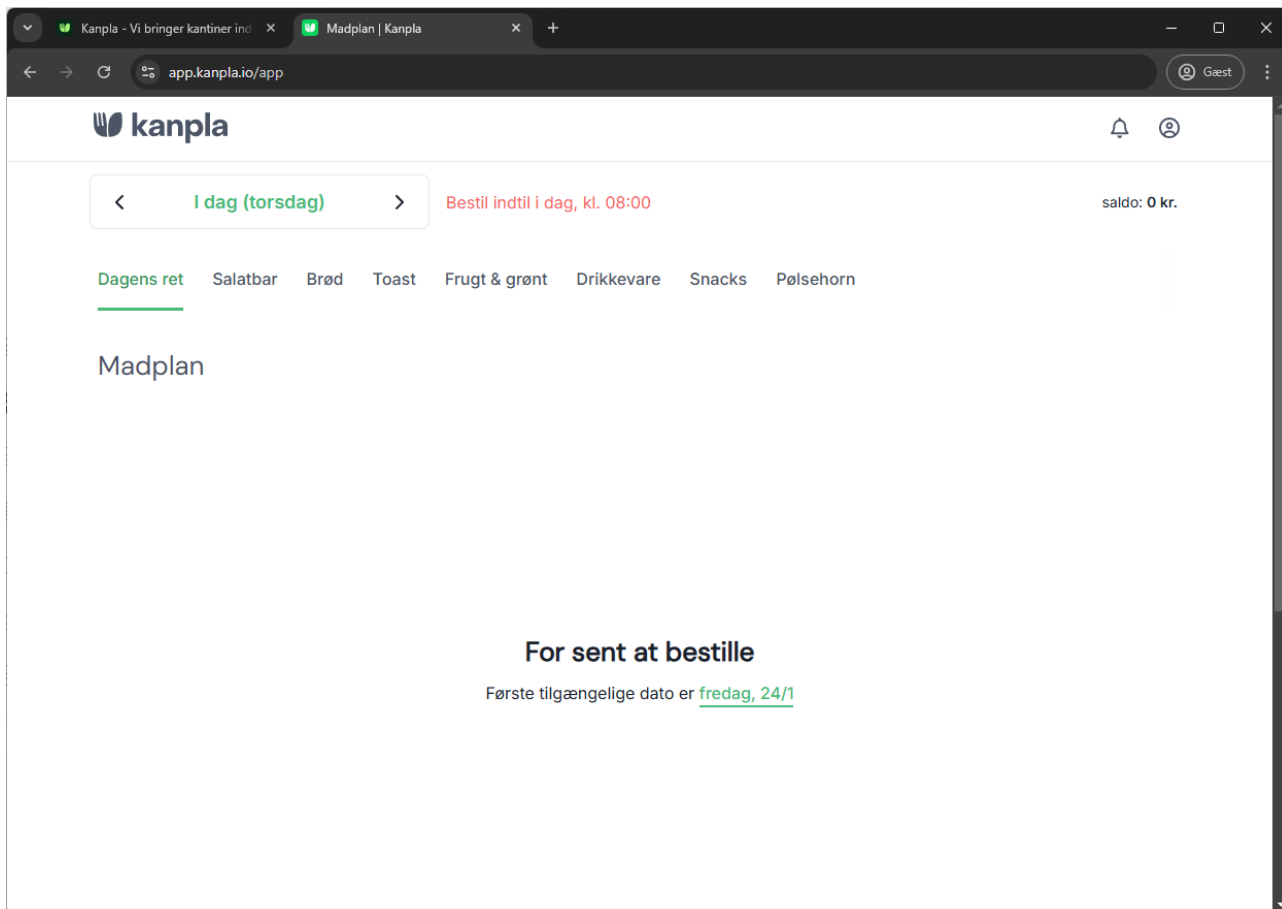 Kanpla - Vi bringer kantiner ind
Madplan | Kanpla
app.kanpla.io/app
Gæst
kanpla
I dag (torsdag)
Bestil indtil i dag, kl. 08:00
saldo: 0 kr.
Dagens ret Salatbar Brød Toast Frugt & grønt Drikkevare Snacks Pølsehorn
Madplan
For sent at bestille
Første tilgængelige dato er fredag, 24/1